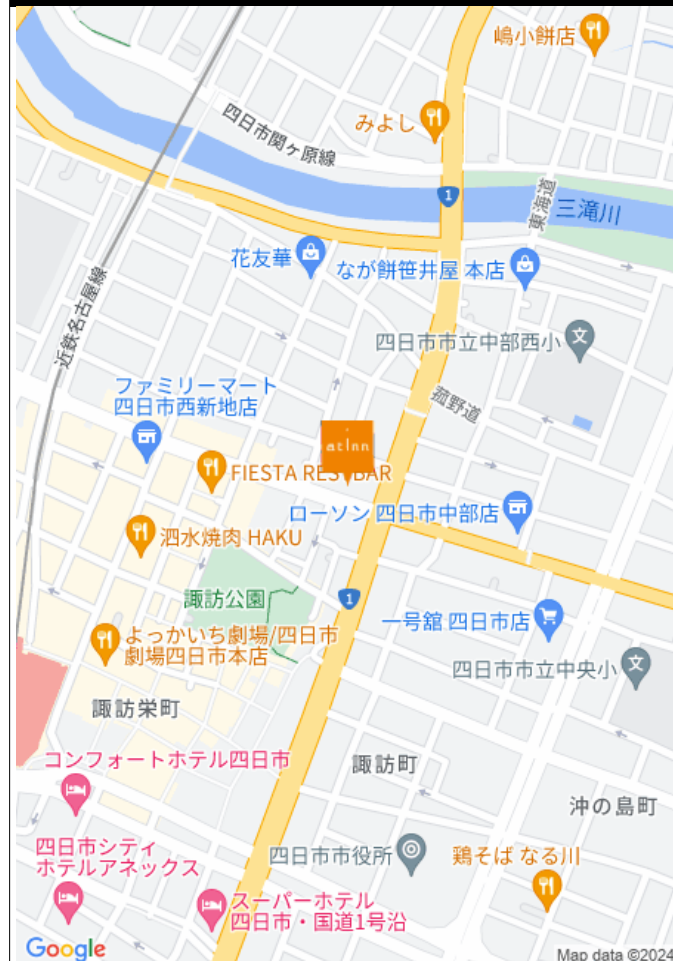 嶋小餅店
みよし
四日市関ヶ原線
1
東海道
三滝川
花友華
なが餅笹井屋 本店
近鉄名古屋線
四日市市立中部西小
文
ファミリーマート
四日市西新地店
菰野道
at inn
FIESTA REST BAR
ローソン 四日市中部店
泗水焼肉 HAKU
諏訪公園
1
一号舘 四日市店
よっかいち劇場/四日市
劇場四日市本店
四日市市立中央小
文
諏訪栄町
コンフォートホテル四日市
諏訪町
沖の島町
四日市シティ
ホテルアネックス
四日市市役所
鶏そば なる川
スーパーホテル
四日市・国道1号沿
Google
Map data ©2024